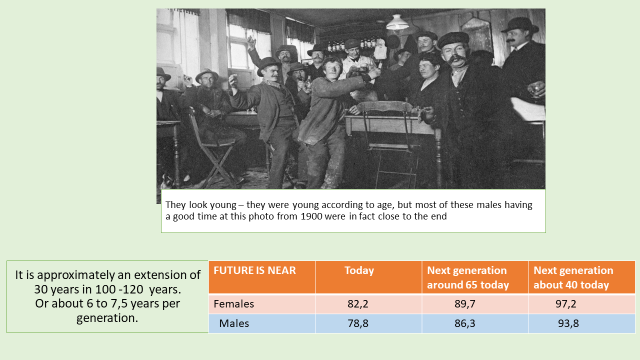 They look young – they were young according to age, but most of these males having
a good time at this photo from 1900 were in fact close to the end
It is approximately an extension of
30 years in 100 -120 years.
Or about 6 to 7,5 years per
generation.
FUTURE IS NEAR Today Next generation around 65 today Next generation about 40 today
Females 82,2 89,7 97,2
Males 78,8 86,3 93,8